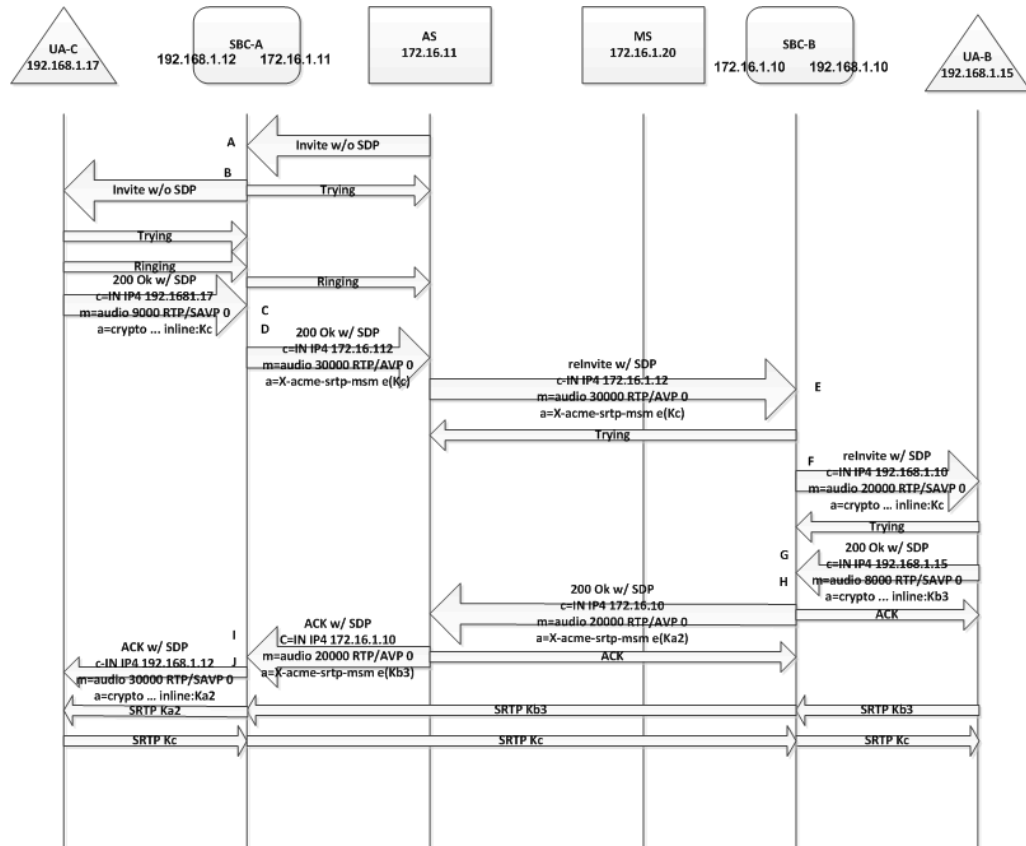 UA-C
192.168.1.17
SBC-A
192.168.1.12 172.16.1.11
AS
172.16.11
MS
172.16.1.20
SBC-B
172.16.1.10 192.168.1.10
UA-B
192.168.1.15
A
Invite w/o SDP
B
Invite w/o SDP
Trying
Trying
Ringing
Ringing
200 Ok w/ SDP
c=IN IP4 192.1681.17
m=audio 9000 RTP/SAVP 0
a=crypto ... inline:Kc
C
D
200 Ok w/ SDP
c=IN IP4 172.16.112
m=audio 30000 RTP/AVP 0
a=X-acme-srtp-msm e(Kc)
reInvite w/ SDP
c-IN IP4 172.16.1.12
m=audio 30000 RTP/AVP 0
a=X-acme-srtp-msm e(Kc)
E
Trying
F
reInvite w/ SDP
c-IN IP4 192.168.1.10
m=audio 20000 RTP/SAVP 0
a=crypto ... inline:Kc
Trying
G
H
200 Ok w/ SDP
c=IN IP4 192.168.1.15
m=audio 8000 RTP/SAVP 0
a=crypto ... inline:Kb3
200 Ok w/ SDP
c=IN IP4 172.16.10
m=audio 20000 RTP/AVP 0
a=X-acme-srtp-msm e(Ka2)
ACK
ACK w/ SDP
C=IN IP4 172.16.1.10
m=audio 20000 RTP/AVP 0
a=X-acme-srtp-msm e(Kb3)
ACK
I
J
ACK w/ SDP
c-IN IP4 192.168.1.12
m=audio 30000 RTP/SAVP 0
a=crypto ... inline:Ka2
SRTP Ka2
SRTP Kb3
SRTP Kb3
SRTP Kc
SRTP Kc
SRTP Kc